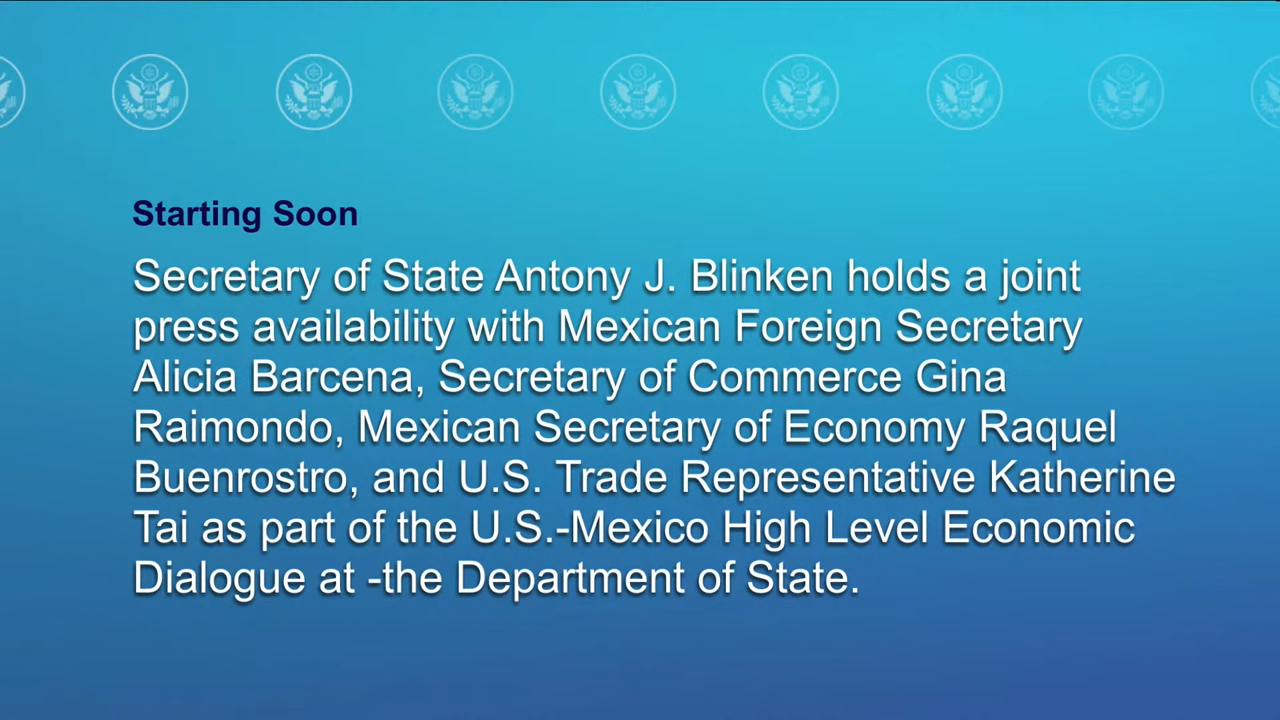 Starting Soon
Secretary of State Antony J. Blinken holds a joint
press availability with Mexican Foreign Secretary
Alicia Barcena, Secretary of Commerce Gina
Raimondo, Mexican Secretary of Economy Raquel
Buenrostro, and U.S. Trade Representative Katherine
Tai as part of the U.S.-Mexico High Level Economic
Dialogue at -the Department of State.